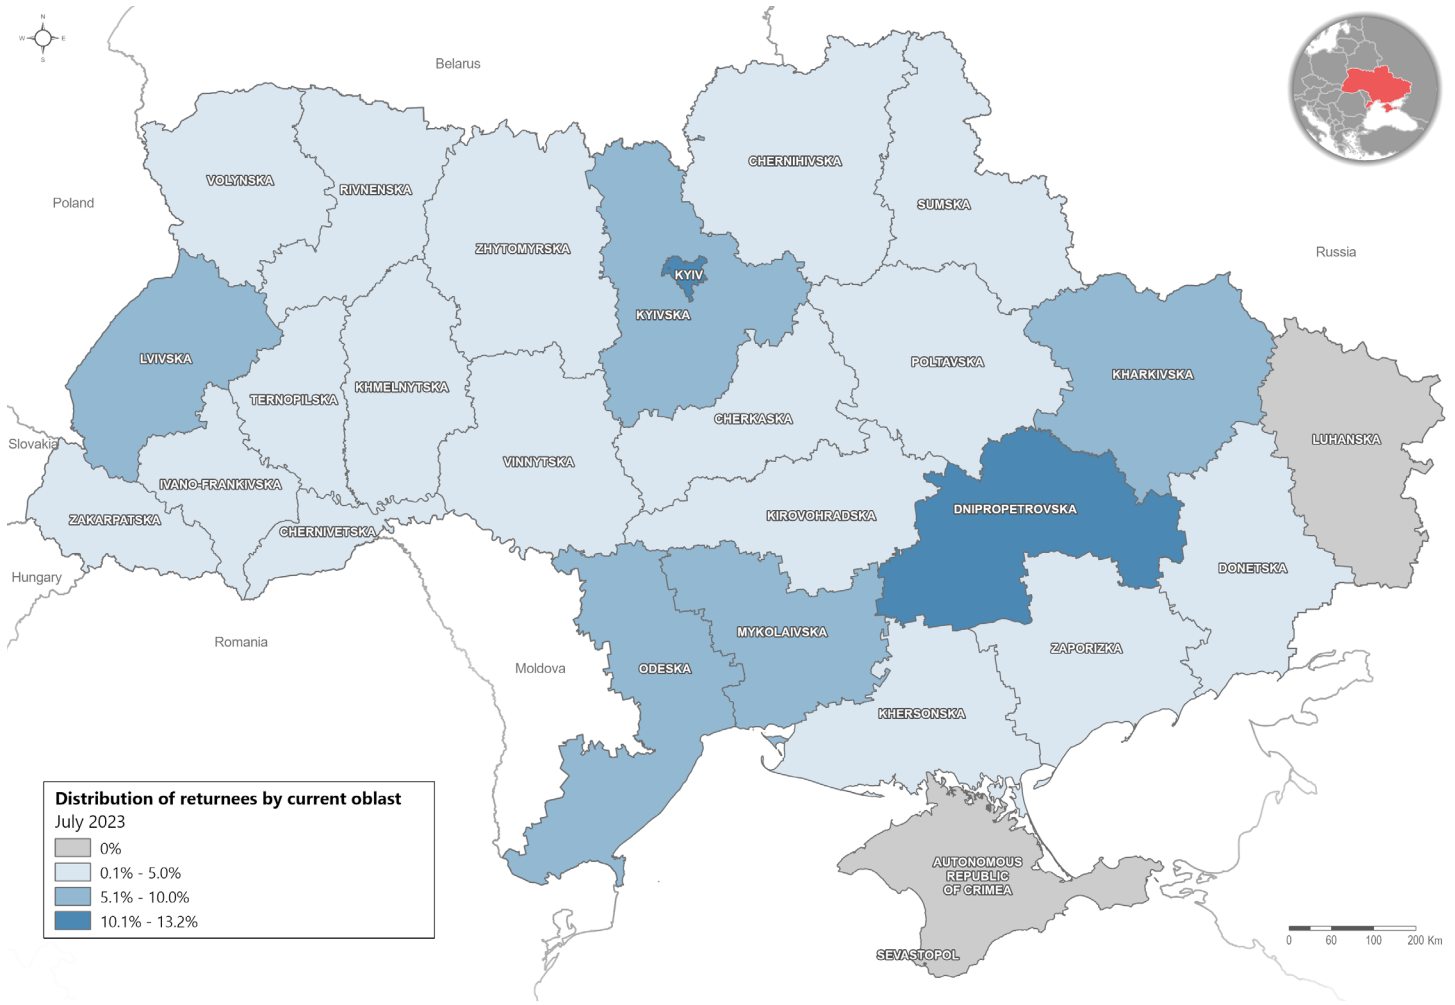 N
W
E
S
Belarus
Poland
Russia
Slovakia
Hungary
Romania
Moldova
VOLYNSKA
RIVNENSKA
ZHYTOMYRSKA
CHERNIHIVSKA
SUMSKA
KYIV
KYIVSKA
LVIVSKA
TERNOPILSKA
KHMELNYTSKA
POLTAVSKA
KHARKIVSKA
CHERKASKA
LUHANSKA
VINNYTSKA
IVANO-FRANKIVSKA
ZAKARPATSKA
CHERNIVETSKA
KIROVOHRADSKA
DNIPROPETROVSKA
DONETSKA
MYKOLAIVSKA
ODESKA
ZAPORIZKA
KHERSONSKA
AUTONOMOUS
REPUBLIC
OF CRIMEA
SEVASTOPOL
Distribution of returnees by current oblast
July 2023
0%
0.1% - 5.0%
5.1% - 10.0%
10.1% - 13.2%
0 60 100 200 Km